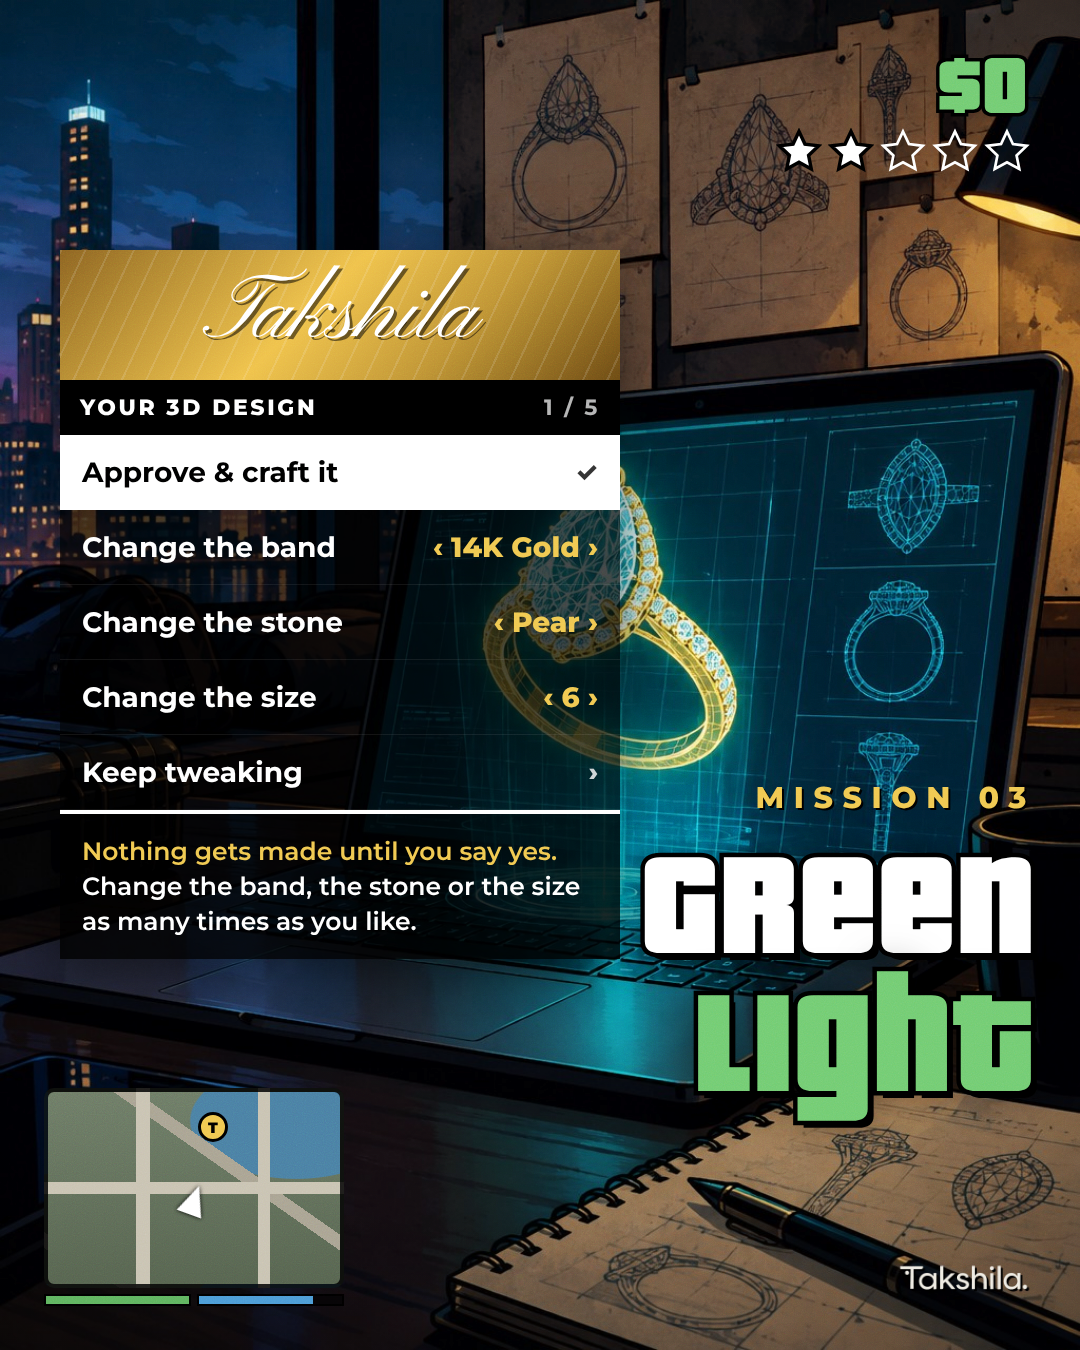 $0
Takshila
YOUR 3D DESIGN 1 / 5
Approve & craft it ✓
Change the band ‹ 14K Gold ›
Change the stone ‹ Pear ›
Change the size ‹ 6 ›
Keep tweaking ›
Nothing gets made until you say yes.
Change the band, the stone or the size
as many times as you like.
MISSION 03
Green
Light
T
Takshila.